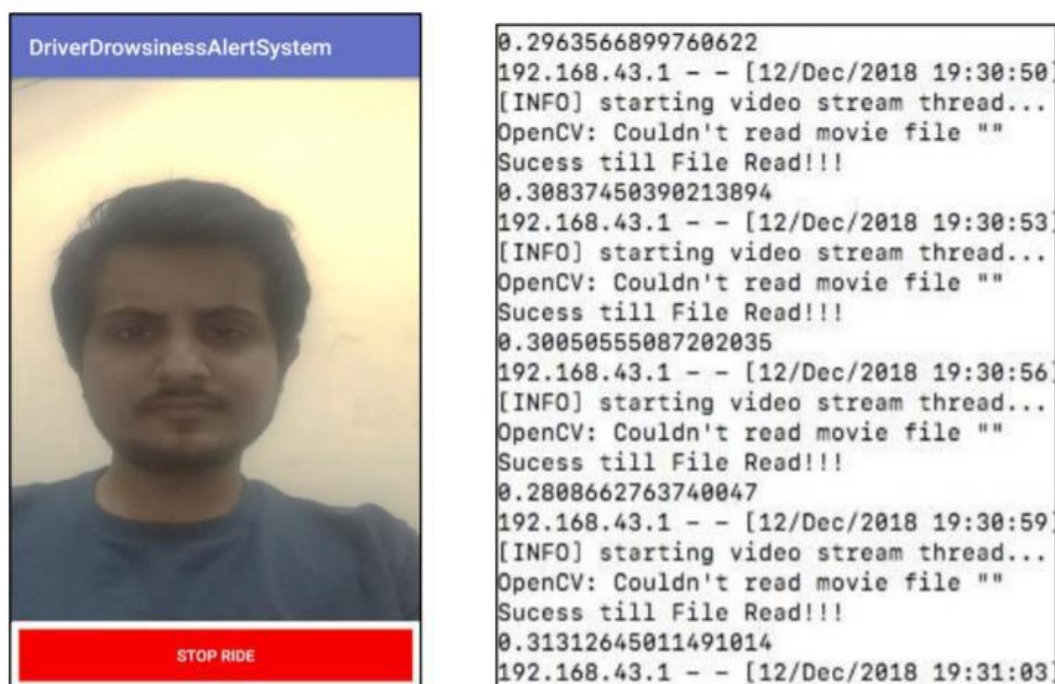 DriverDrowsinessAlertSystem
STOP RIDE
0.2963566899760622
192.168.43.1 - - [12/Dec/2018 19:30:50]
[INFO] starting video stream thread...
OpenCV: Couldn't read movie file ""
Sucess till File Read!!!
0.30837450390213894
192.168.43.1 - - [12/Dec/2018 19:30:53]
[INFO] starting video stream thread...
OpenCV: Couldn't read movie file ""
Sucess till File Read!!!
0.30050555087202035
192.168.43.1 - - [12/Dec/2018 19:30:56]
[INFO] starting video stream thread...
OpenCV: Couldn't read movie file ""
Sucess till File Read!!!
0.2808662763740047
192.168.43.1 - - [12/Dec/2018 19:30:59]
[INFO] starting video stream thread...
OpenCV: Couldn't read movie file ""
Sucess till File Read!!!
0.31312645011491014
192.168.43.1 - - [12/Dec/2018 19:31:03]